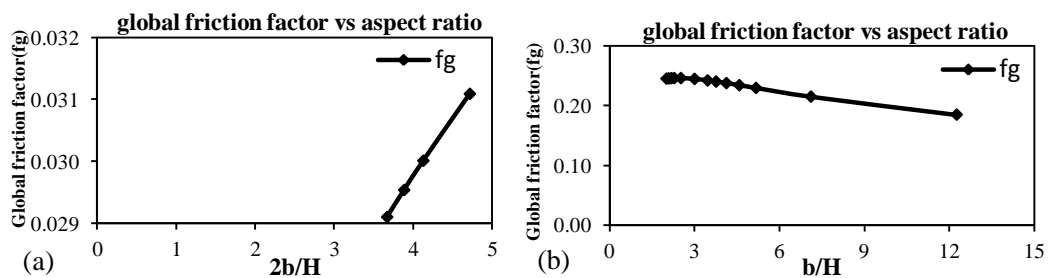 global friction factor vs aspect ratio
Global friction factor(fg)
0.032
0.031
0.030
0.029
fg
0 1 2 3 4 5
2b/H
(a)
global friction factor vs aspect ratio
Global friction factor(fg)
0.30
0.20
0.10
0.00
fg
0 3 6 9 12 15
b/H
(b)